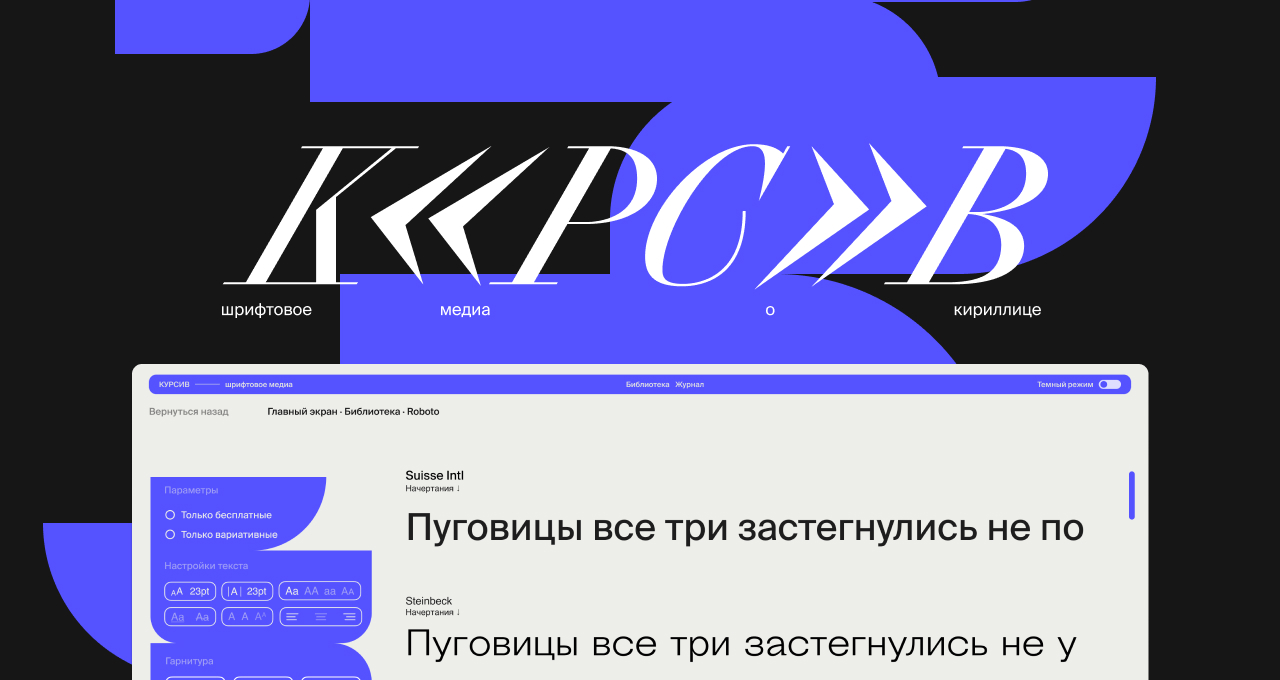 К«РС»В
шрифтовое медиа о кириллице
КУРСИВ шрифтовое медиа Библиотека Журнал Темный режим
Вернуться назад Главный экран · Библиотека · Roboto
Suisse Intl
Начертания ↓
Пуговицы все три застегнулись не по
Параметры
Только бесплатные
Только вариативные
Настройки текста
AA 23pt |A| 23pt Aa AA aa AA
Aa Aa A A AA
Steinbeck
Начертания ↓
Пуговицы все три застегнулись не у
Гарнитура